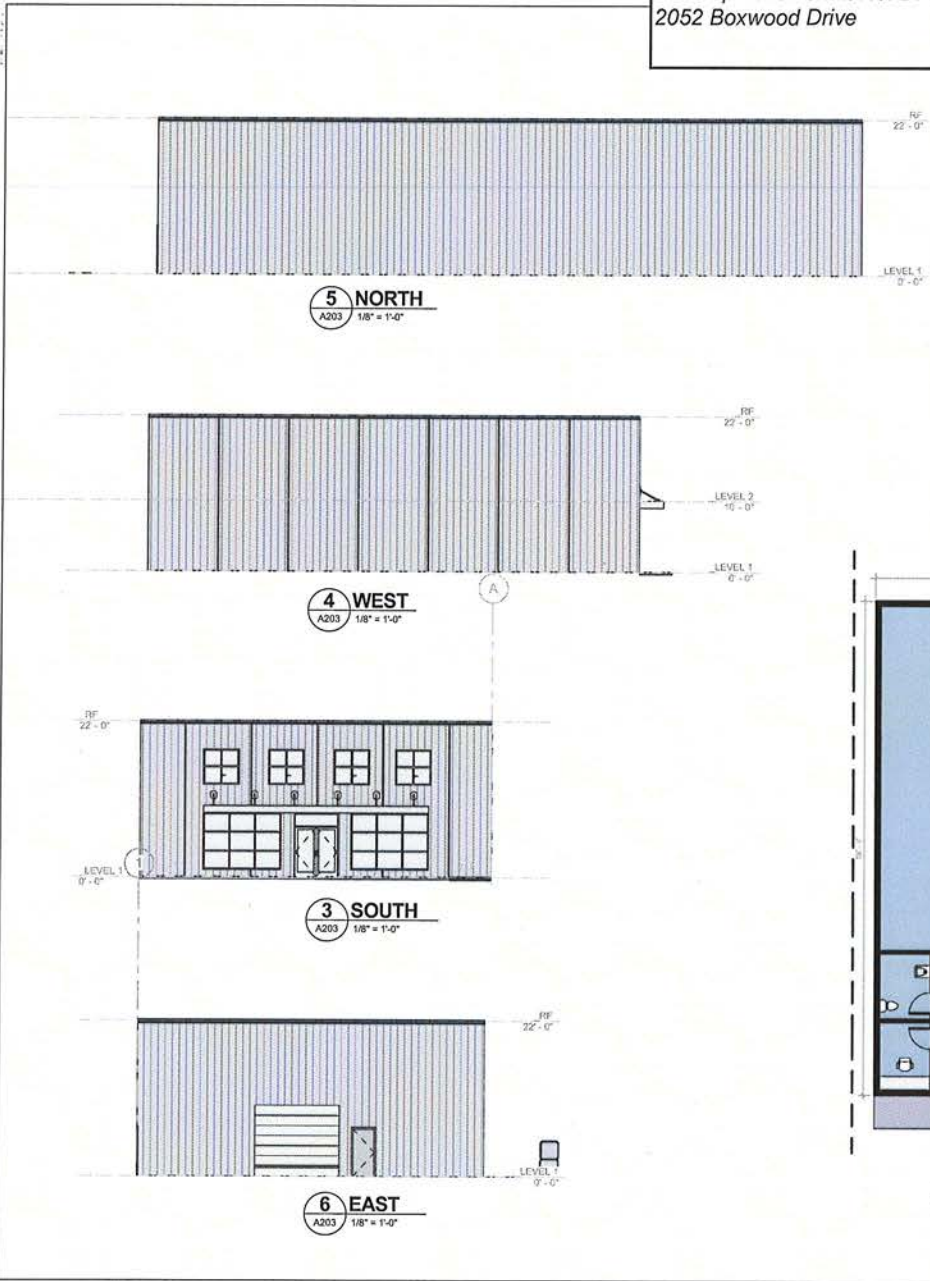 2052 Boxwood Drive
RF
22' - 0"
LEVEL 1
0' - 0"
5 NORTH
A203 1/8" = 1'-0"
RF
22' - 0"
LEVEL 2
10' - 0"
LEVEL 1
0' - 0"
4 WEST
A203 1/8" = 1'-0"
A
RF
22' - 0"
1
LEVEL 1
0' - 0"
3 SOUTH
A203 1/8" = 1'-0"
RF
22' - 0"
LEVEL 1
0' - 0"
6 EAST
A203 1/8" = 1'-0"